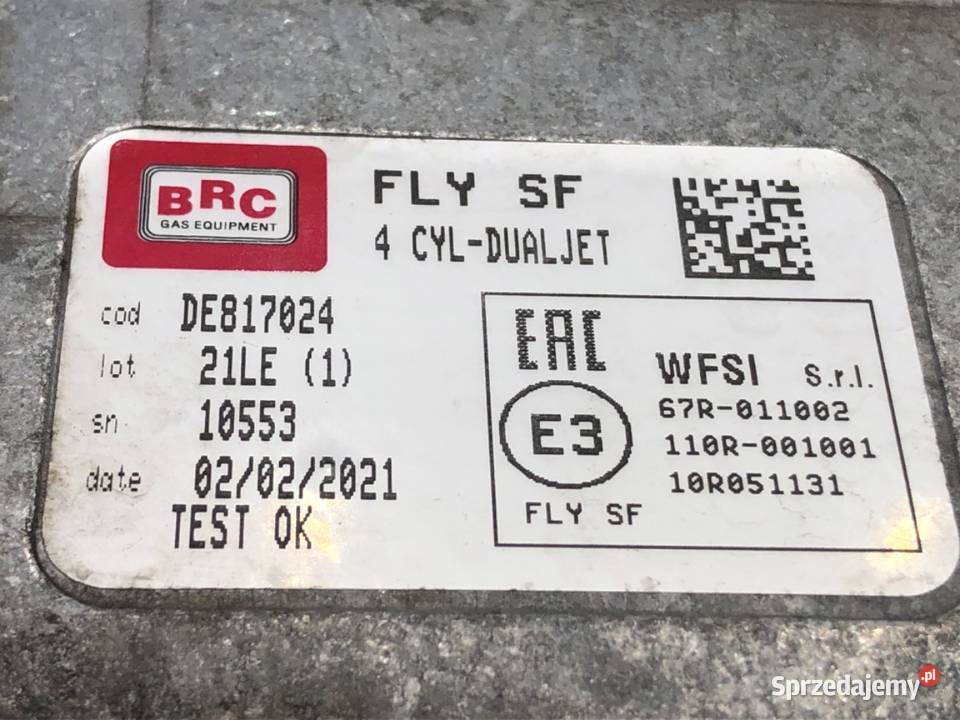 BRC
GAS EQUIPMENT
FLY SF
4 CYL-DUALJET
cod DE817024
lot 21LE (1)
sn 10553
date 02/02/2021
TEST OK
EAC
WFSI S.r.l.
E3
67R-011002
110R-001001
10R051131
FLY SF
Sprzedajemy.pl